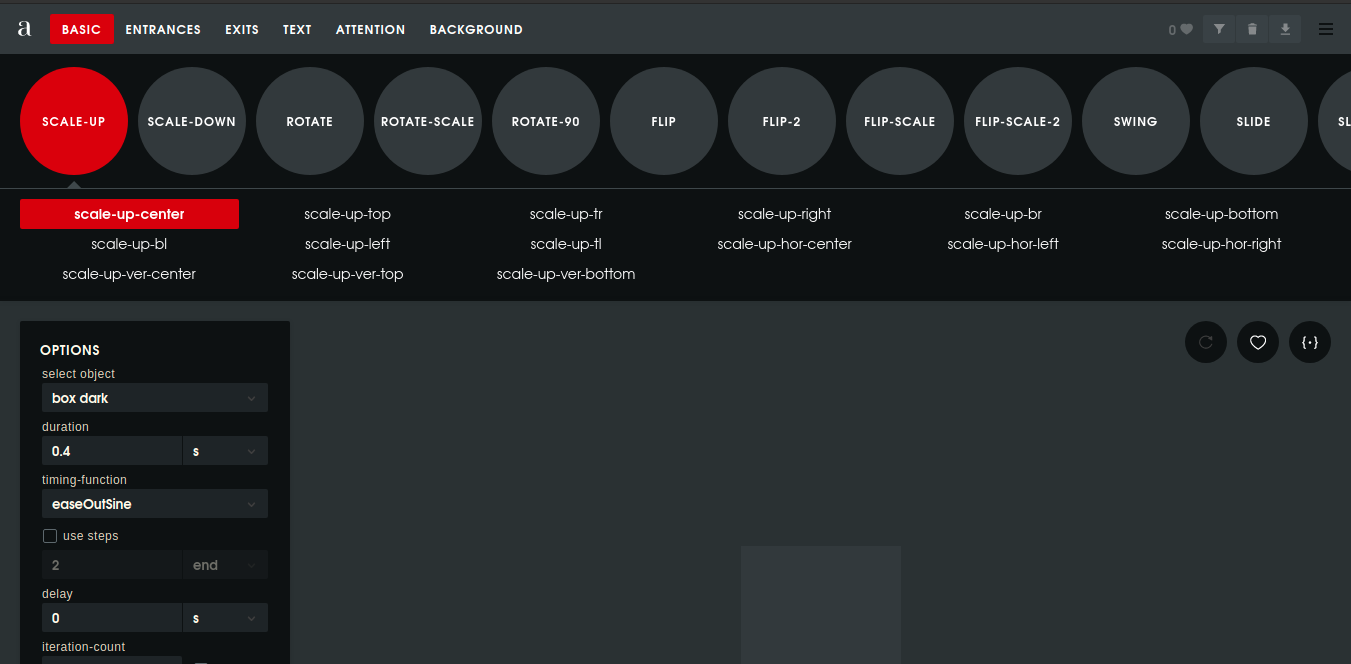 a BASIC ENTRANCES EXITS TEXT ATTENTION BACKGROUND 0
SCALE-UP SCALE-DOWN ROTATE ROTATE-SCALE ROTATE-90 FLIP FLIP-2 FLIP-SCALE FLIP-SCALE-2 SWING SLIDE
scale-up-center scale-up-top scale-up-tr scale-up-right scale-up-br scale-up-bottom
scale-up-bl scale-up-left scale-up-tl scale-up-hor-center scale-up-hor-left scale-up-hor-right
scale-up-ver-center scale-up-ver-top scale-up-ver-bottom
OPTIONS
select object
box dark
duration
0.4 s
timing-function
easeOutSine
use steps
2 end
delay
0 s
iteration-count